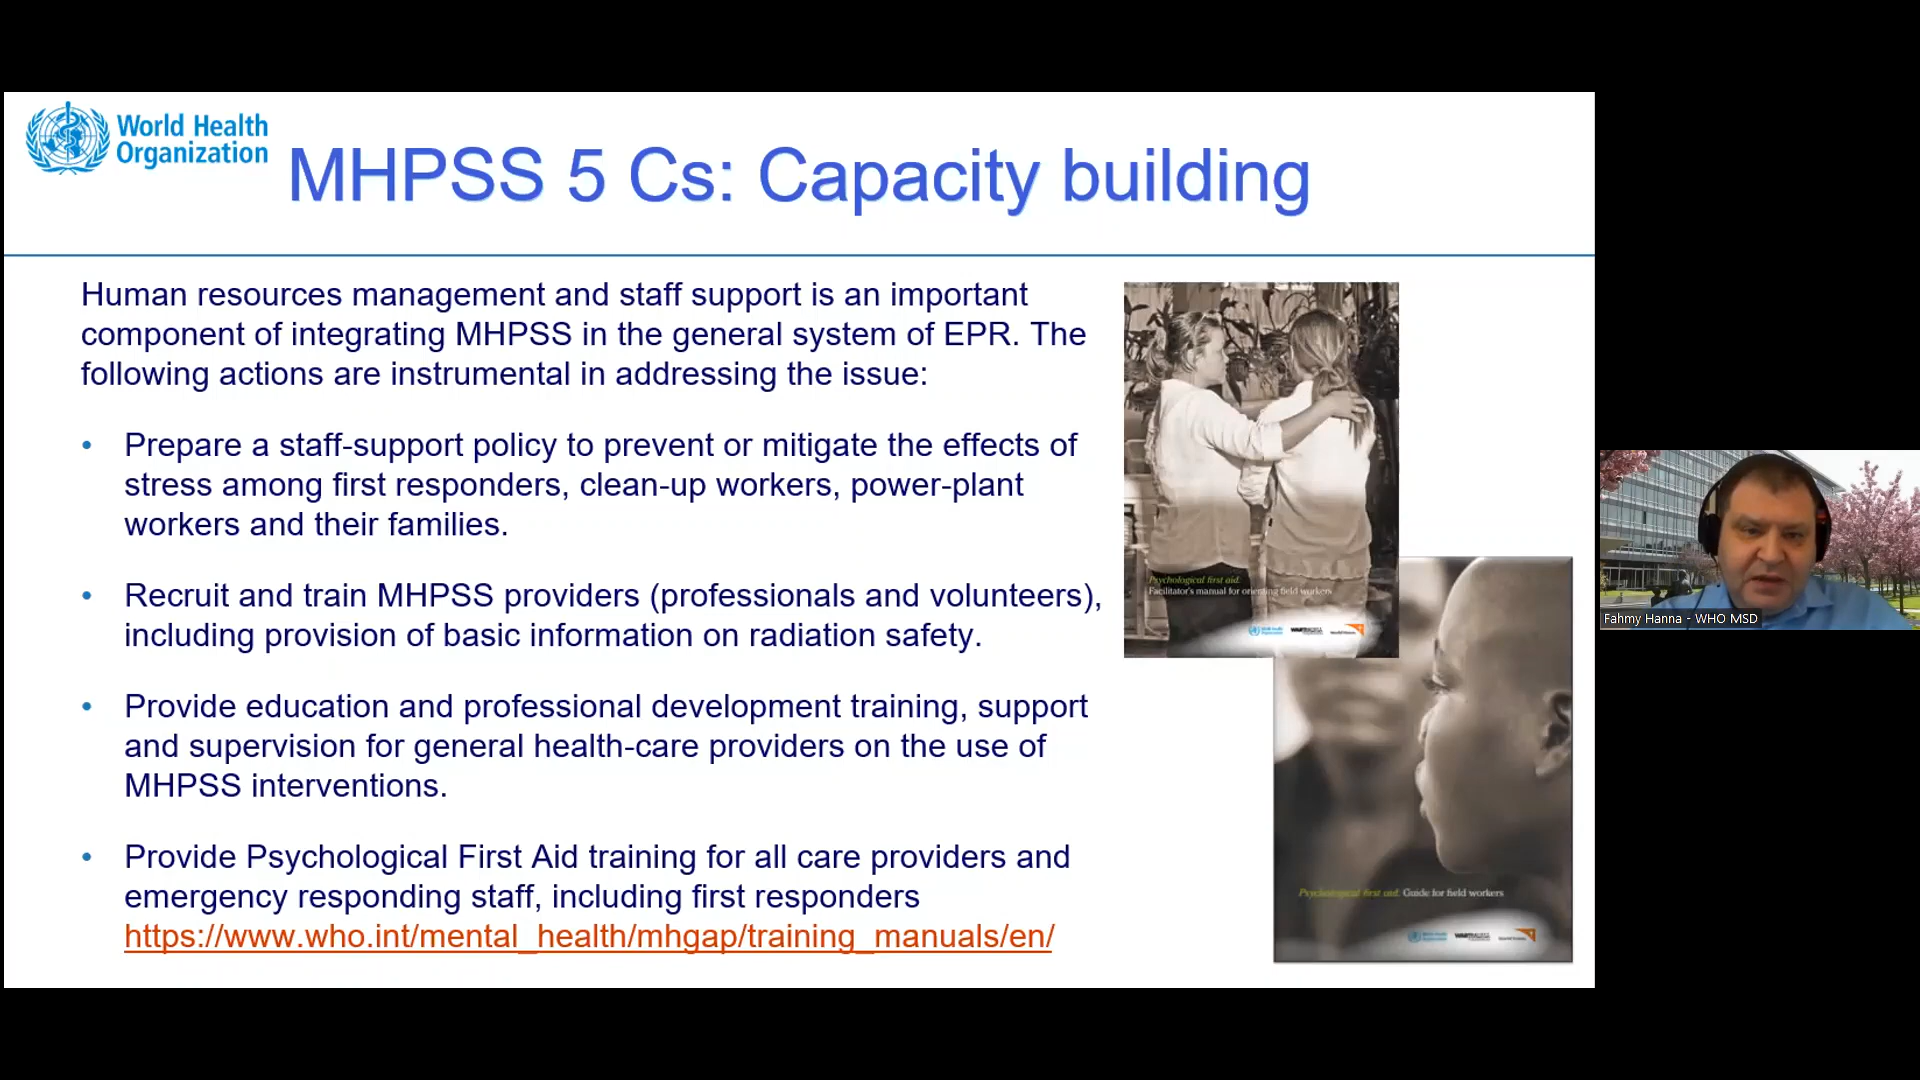 World Health
Organization
MHPSS 5 Cs: Capacity building
Human resources management and staff support is an important
component of integrating MHPSS in the general system of EPR. The
following actions are instrumental in addressing the issue:
• Prepare a staff-support policy to prevent or mitigate the effects of
stress among first responders, clean-up workers, power-plant
workers and their families.
• Recruit and train MHPSS providers (professionals and volunteers),
including provision of basic information on radiation safety.
• Provide education and professional development training, support
and supervision for general health-care providers on the use of
MHPSS interventions.
• Provide Psychological First Aid training for all care providers and
emergency responding staff, including first responders
https://www.who.int/mental_health/mhgap/training_manuals/en/
Psychological first aid:
Facilitator's manual for orienting field workers
Psychological first aid: Guide for field workers
Fahmy Hanna - WHO MSD